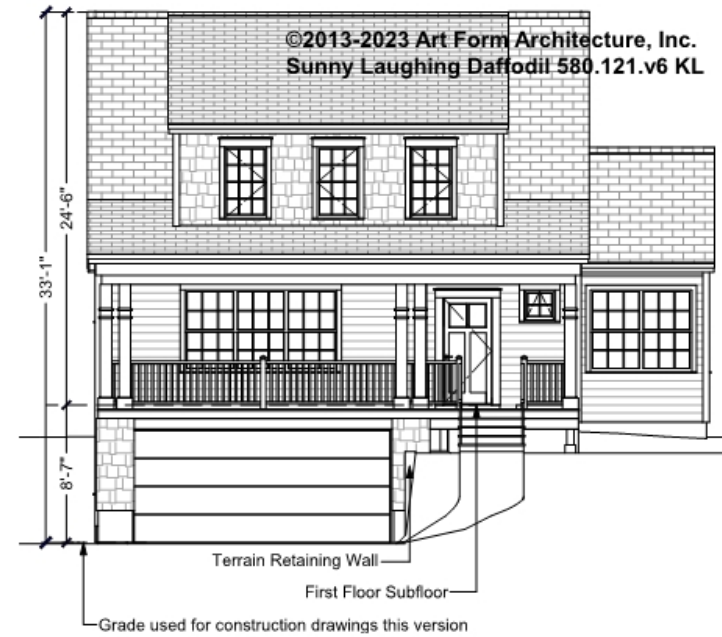 ©2013-2023 Art Form Architecture, Inc.
Sunny Laughing Daffodil 580.121.v6 KL
24'-6"
33'-1"
8'-7"
Terrain Retaining Wall
First Floor Subfloor
Grade used for construction drawings this version